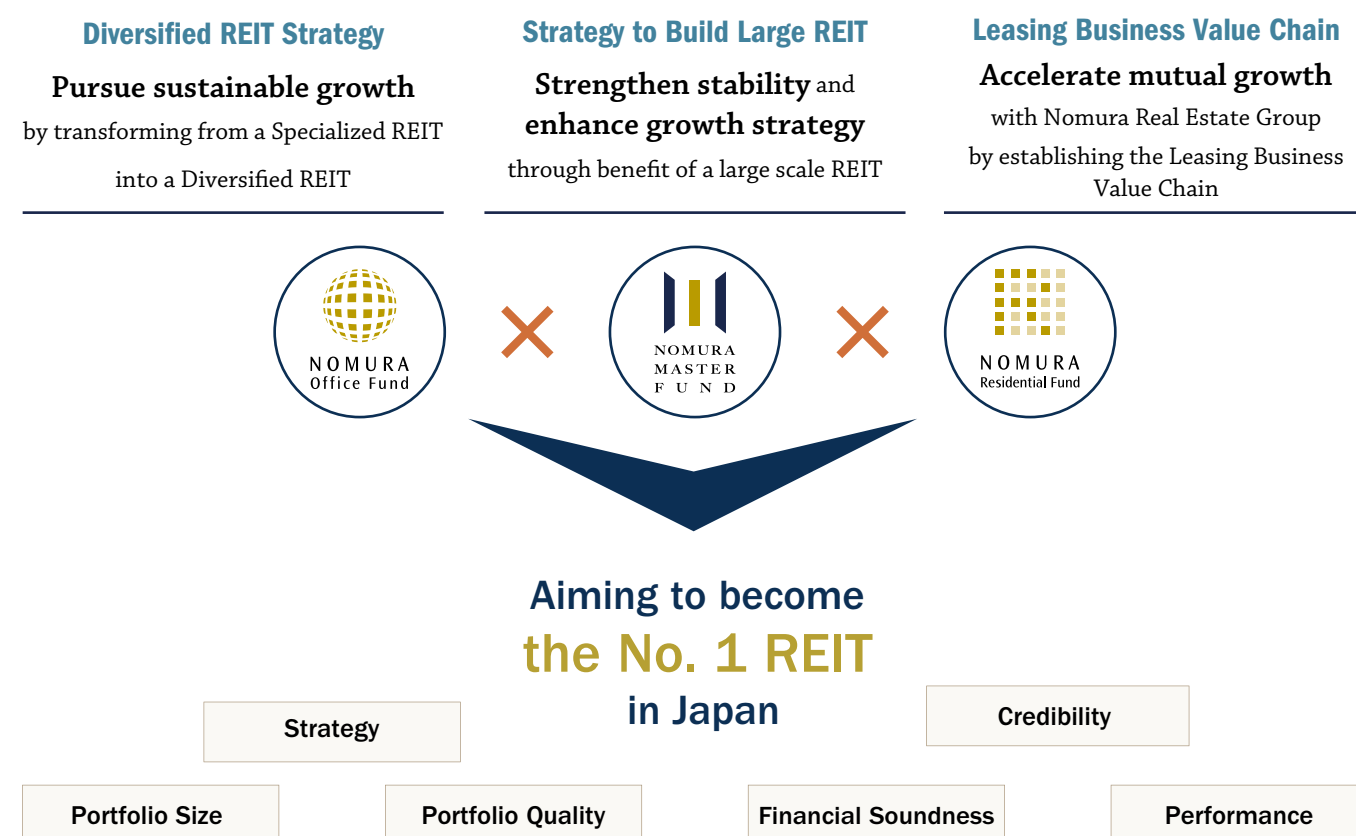 Diversified REIT Strategy
Pursue sustainable growth
by transforming from a Specialized REIT
into a Diversified REIT
Strategy to Build Large REIT
Strengthen stability and
enhance growth strategy
through benefit of a large scale REIT
Leasing Business Value Chain
Accelerate mutual growth
with Nomura Real Estate Group
by establishing the Leasing Business
Value Chain
NOMURA
Office Fund
NOMURA
MASTER
FUND
NOMURA
Residential Fund
Aiming to become
the No. 1 REIT
in Japan
Strategy
Credibility
Portfolio Size
Portfolio Quality
Financial Soundness
Performance